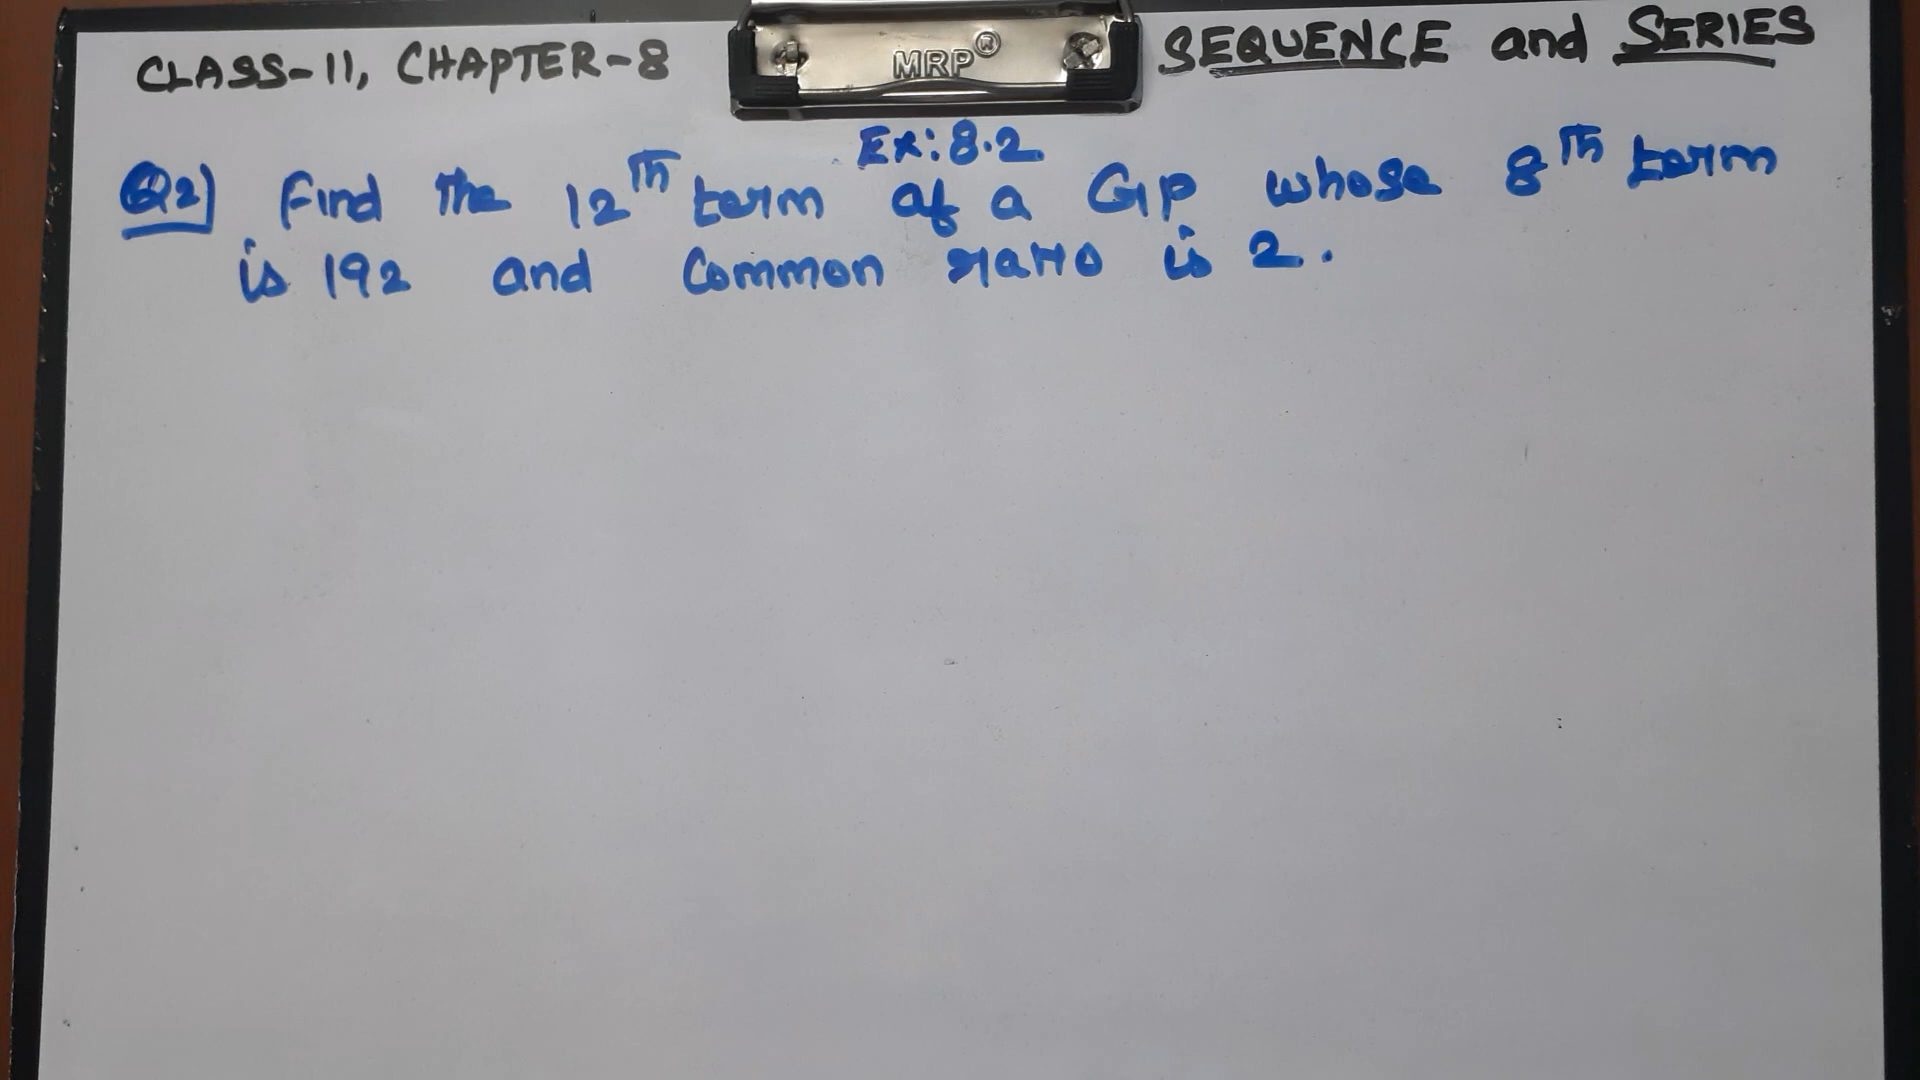 CLASS-11, CHAPTER-8 MRP® SEQUENCE and SERIES
Ex: 8.2
Q2) Find the 12th term of a GP whose 8th term
is 192 and Common ratio is 2.